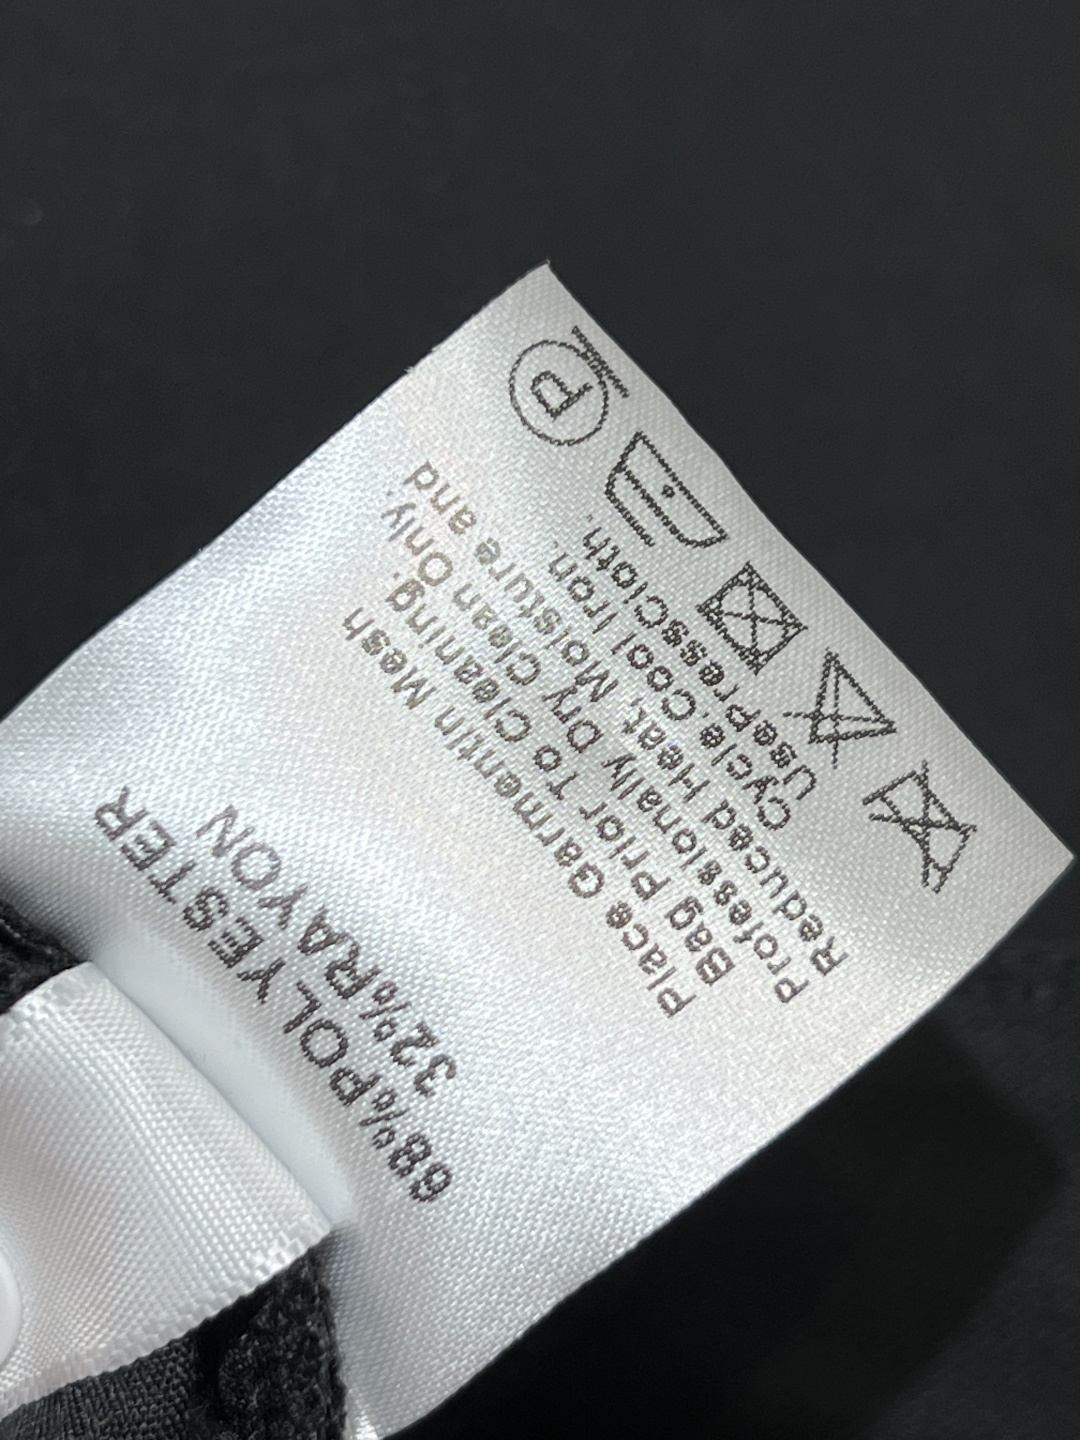 68%POLYESTER
32%RAYON
Place Garmentin Mesh
Bag Prior To Cleaning.
Professionally Dry Clean Only
Reduced Heat, Moisture and
Cycle.Cool Iron.
UsePresscloth.
P